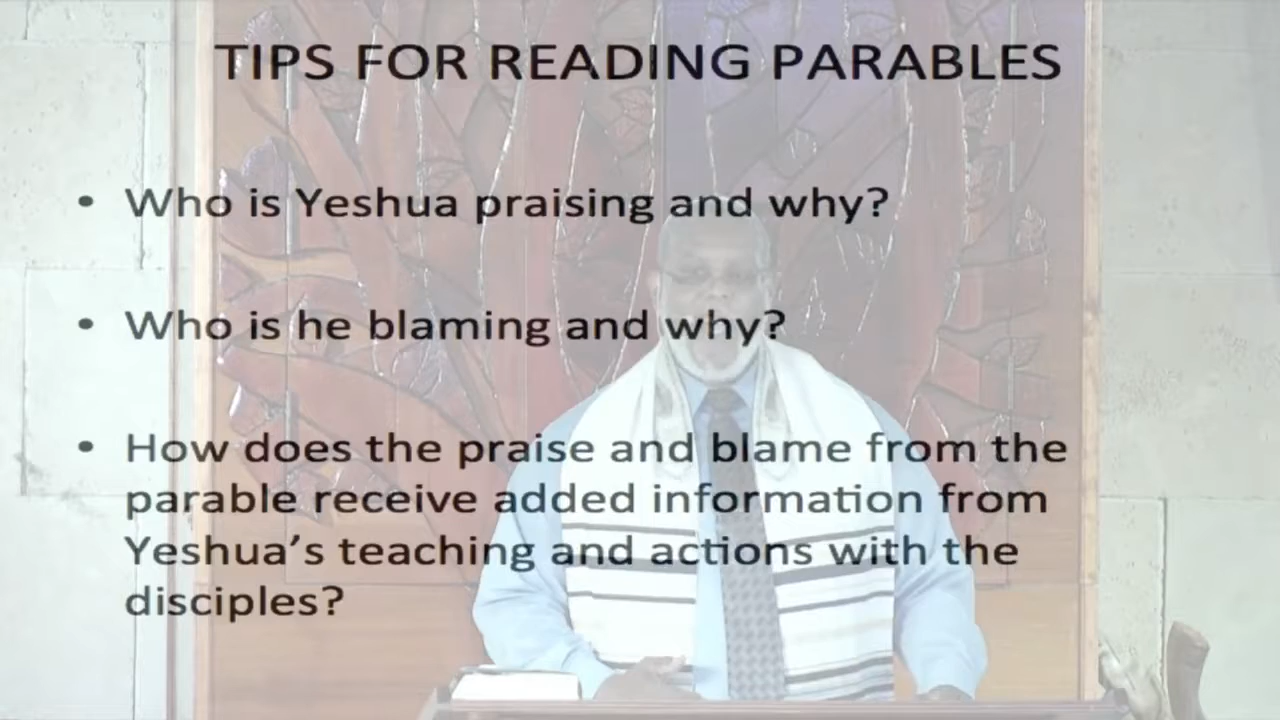 TIPS FOR READING PARABLES
• Who is Yeshua praising and why?
• Who is he blaming and why?
• How does the praise and blame from the
parable receive added information from
Yeshua’s teaching and actions with the
disciples?